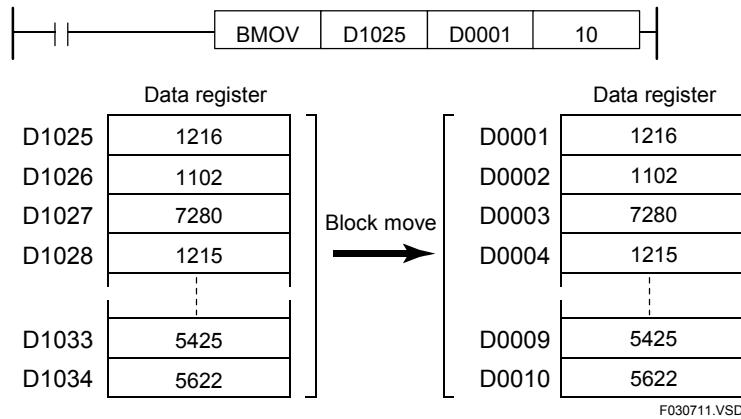 BMOV D1025 D0001 10
Data register Data register
D1025 1216 D0001 1216
D1026 1102 D0002 1102
D1027 7280 Block move D0003 7280
D1028 1215 D0004 1215
D1033 5425 D0009 5425
D1034 5622 D0010 5622
F030711.VSD